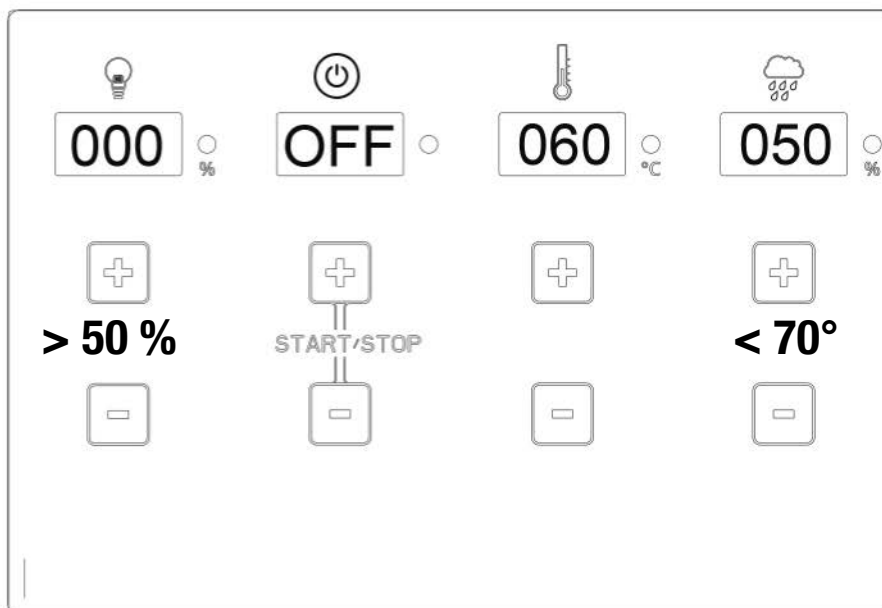 000 % OFF 060 °C 050 %
+ + + +
> 50 % START/STOP < 70°
- - - -